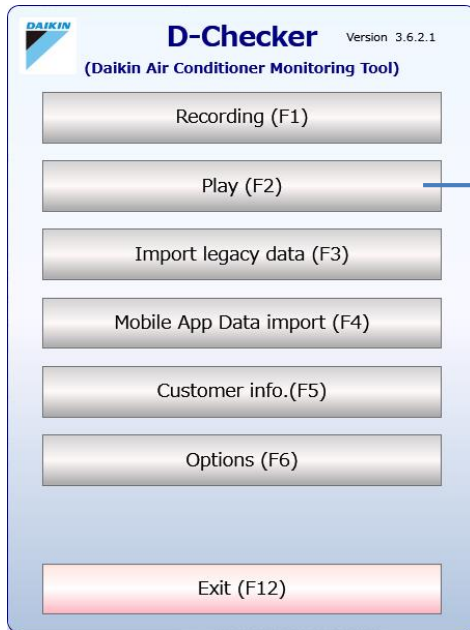 DAIKIN
D-Checker Version 3.6.2.1
(Daikin Air Conditioner Monitoring Tool)
Recording (F1)
Play (F2)
Import legacy data (F3)
Mobile App Data import (F4)
Customer info.(F5)
Options (F6)
Exit (F12)